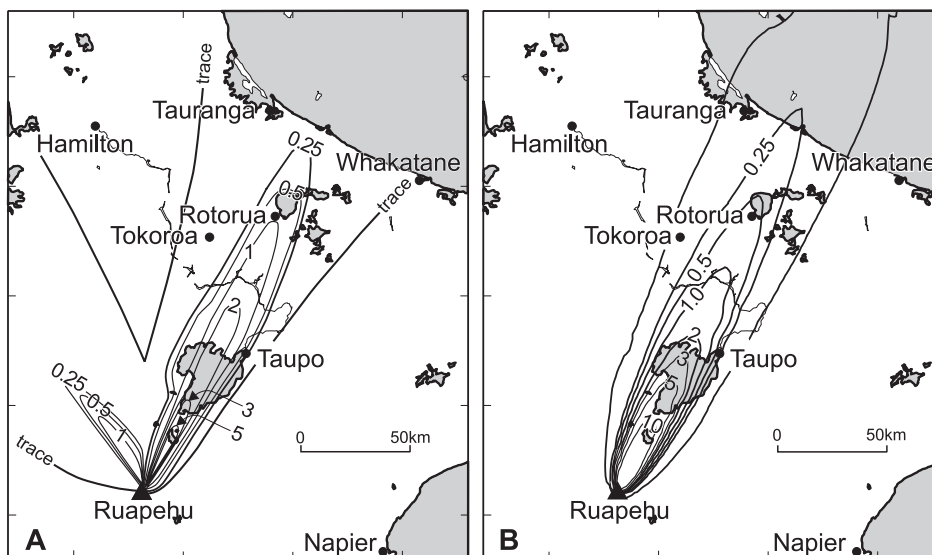 trace
0.25
Tauranga
Hamilton
Whakatane
0.5
trace
Rotorua
Tokoroa
1
2
Taupo
0.25
0.5
1
3
5
trace
0
50km
Ruapehu
A
Napier
Tauranga
Hamilton
0.25
Whakatane
Rotorua
Tokoroa
0.5
1.0
2
3
Taupo
5
10
0
50km
Ruapehu
B
Napier